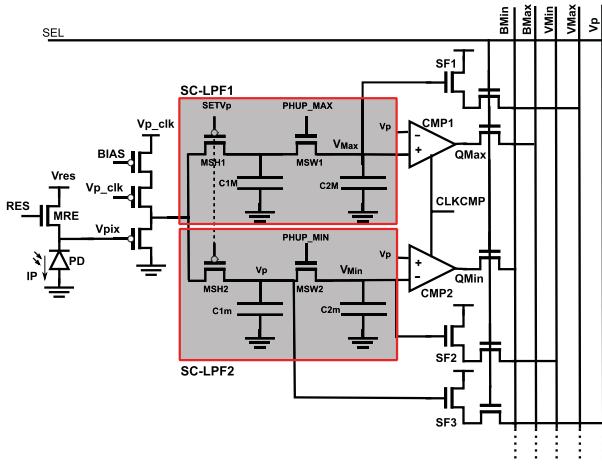 BMin
BMax
VMin
VMax
Vp
SEL
SF1
SC-LPF1
SETVp
PHUP_MAX
Vp_clk
Vp
CMP1
BIAS
MSH1
MSW1
VMax
QMax
Vres
Vp_clk
C1M
C2M
RES
MRE
CLKCMP
Vpix
PHUP_MIN
IP
PD
Vp
Vp
VMin
QMin
MSH2
MSW2
CMP2
C1m
C2m
SF2
SC-LPF2
SF3